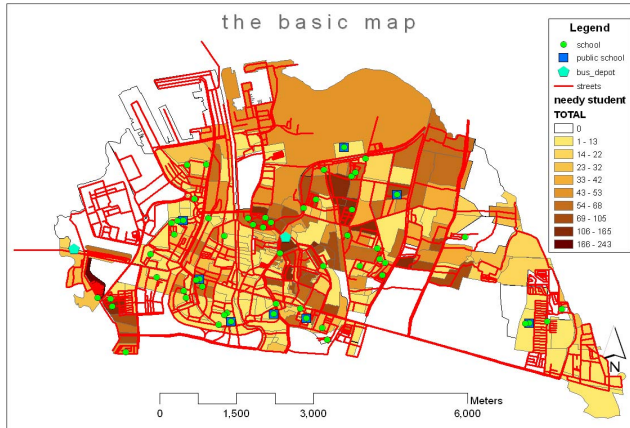 the basic map
Legend
school
public school
bus_depot
streets
needy student
TOTAL
0
1 - 13
14 - 22
23 - 32
33 - 42
43 - 53
54 - 68
69 - 105
106 - 165
166 - 243
N
Meters
0 1,500 3,000 6,000